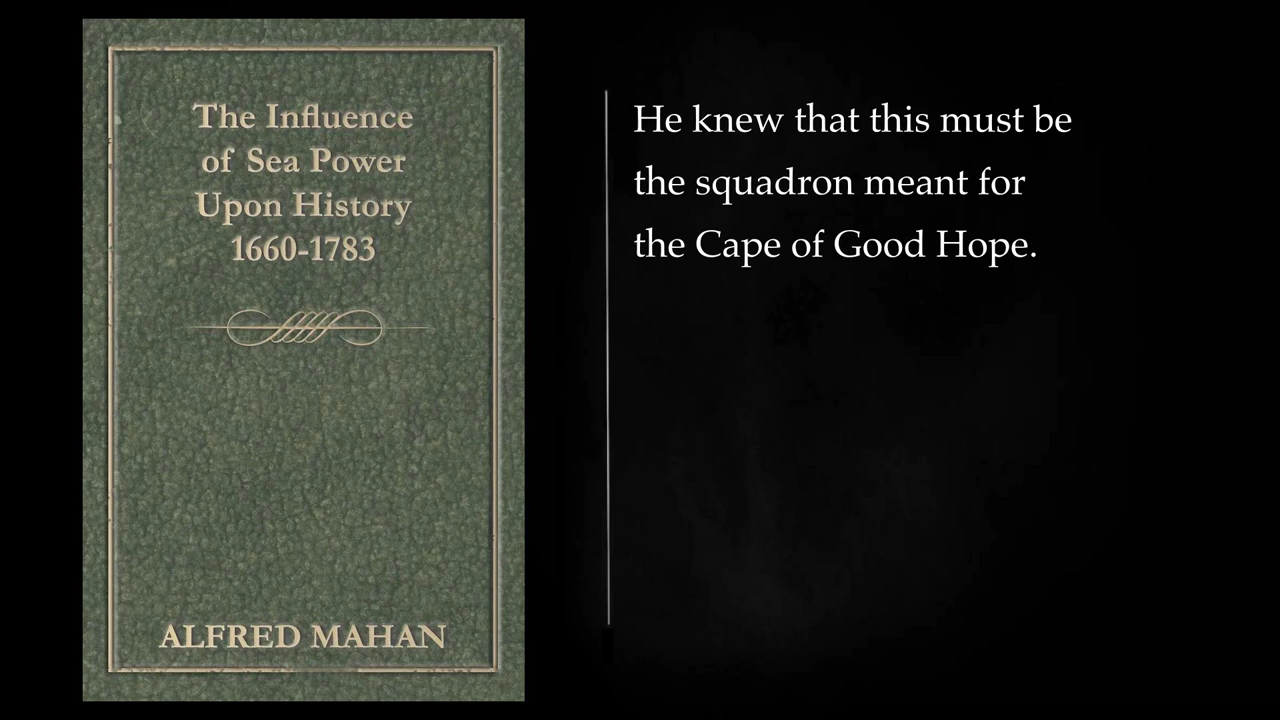 The Influence
of Sea Power
Upon History
1660-1783
ALFRED MAHAN
He knew that this must be
the squadron meant for
the Cape of Good Hope.